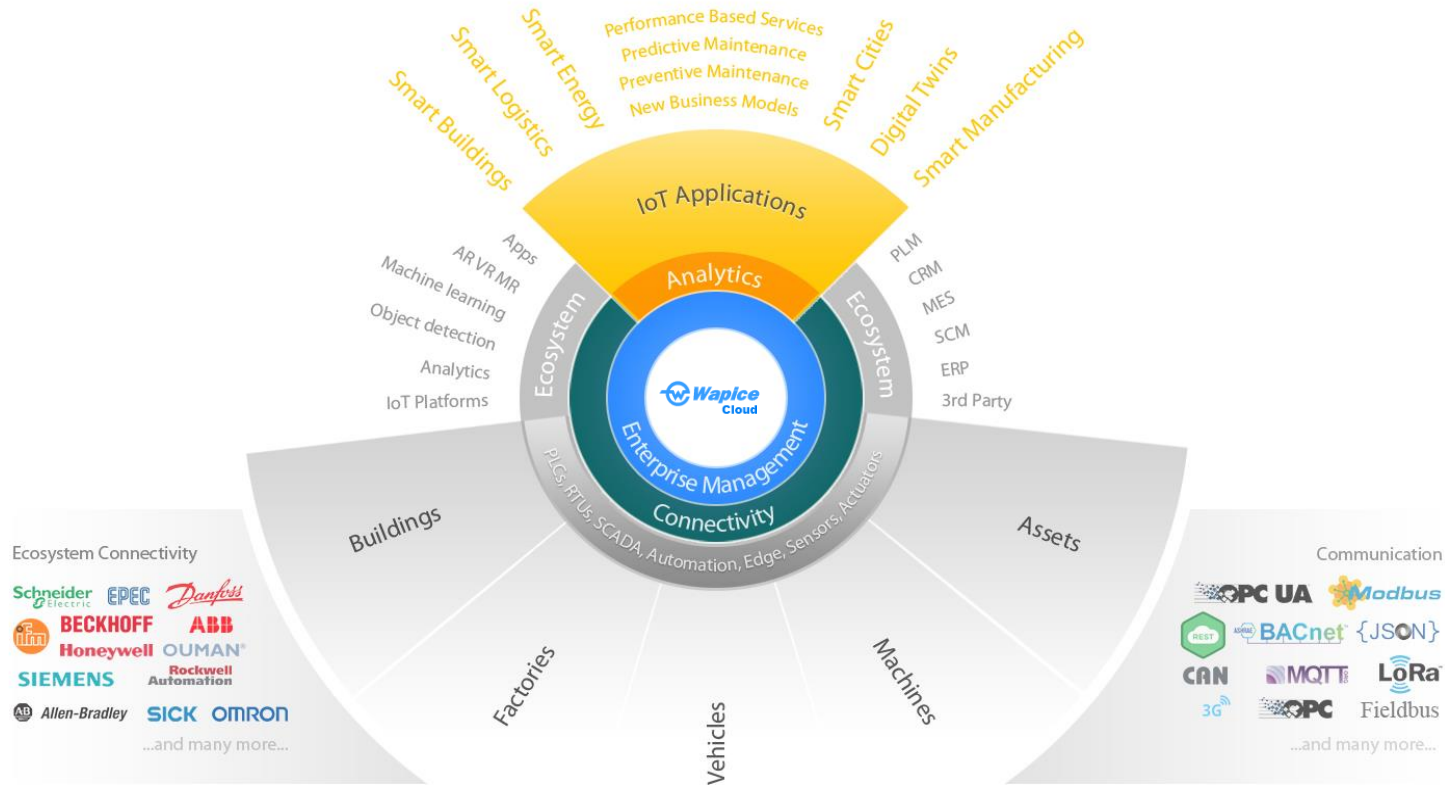 Smart Buildings
Smart Logistics
Smart Energy
Performance Based Services
Predictive Maintenance
Preventive Maintenance
New Business Models
Smart Cities
Digital Twins
Smart Manufacturing
IoT Applications
Analytics
Ecosystem
Apps
AR VR MR
Machine learning
Object detection
Analytics
IoT Platforms
Ecosystem
PLM
CRM
MES
SCM
ERP
3rd Party
Wapice
Cloud
Enterprise Management
Connectivity
PLCs, RTUs, SCADA, Automation, Edge, Sensors, Actuators
Buildings
Factories
Vehicles
Machines
Assets
Ecosystem Connectivity
Schneider
Electric
EPEC
Danfoss
ifm
BECKHOFF
ABB
Honeywell
OUMAN®
SIEMENS
Rockwell
Automation
AB
Allen-Bradley
SICK
OMRON
...and many more...
Communication
OPC UA
Modbus
REST
ASHRAE BACnet™
{JSON}
CAN
MQTT
LoRa™
3G
OPC
Fieldbus
...and many more...